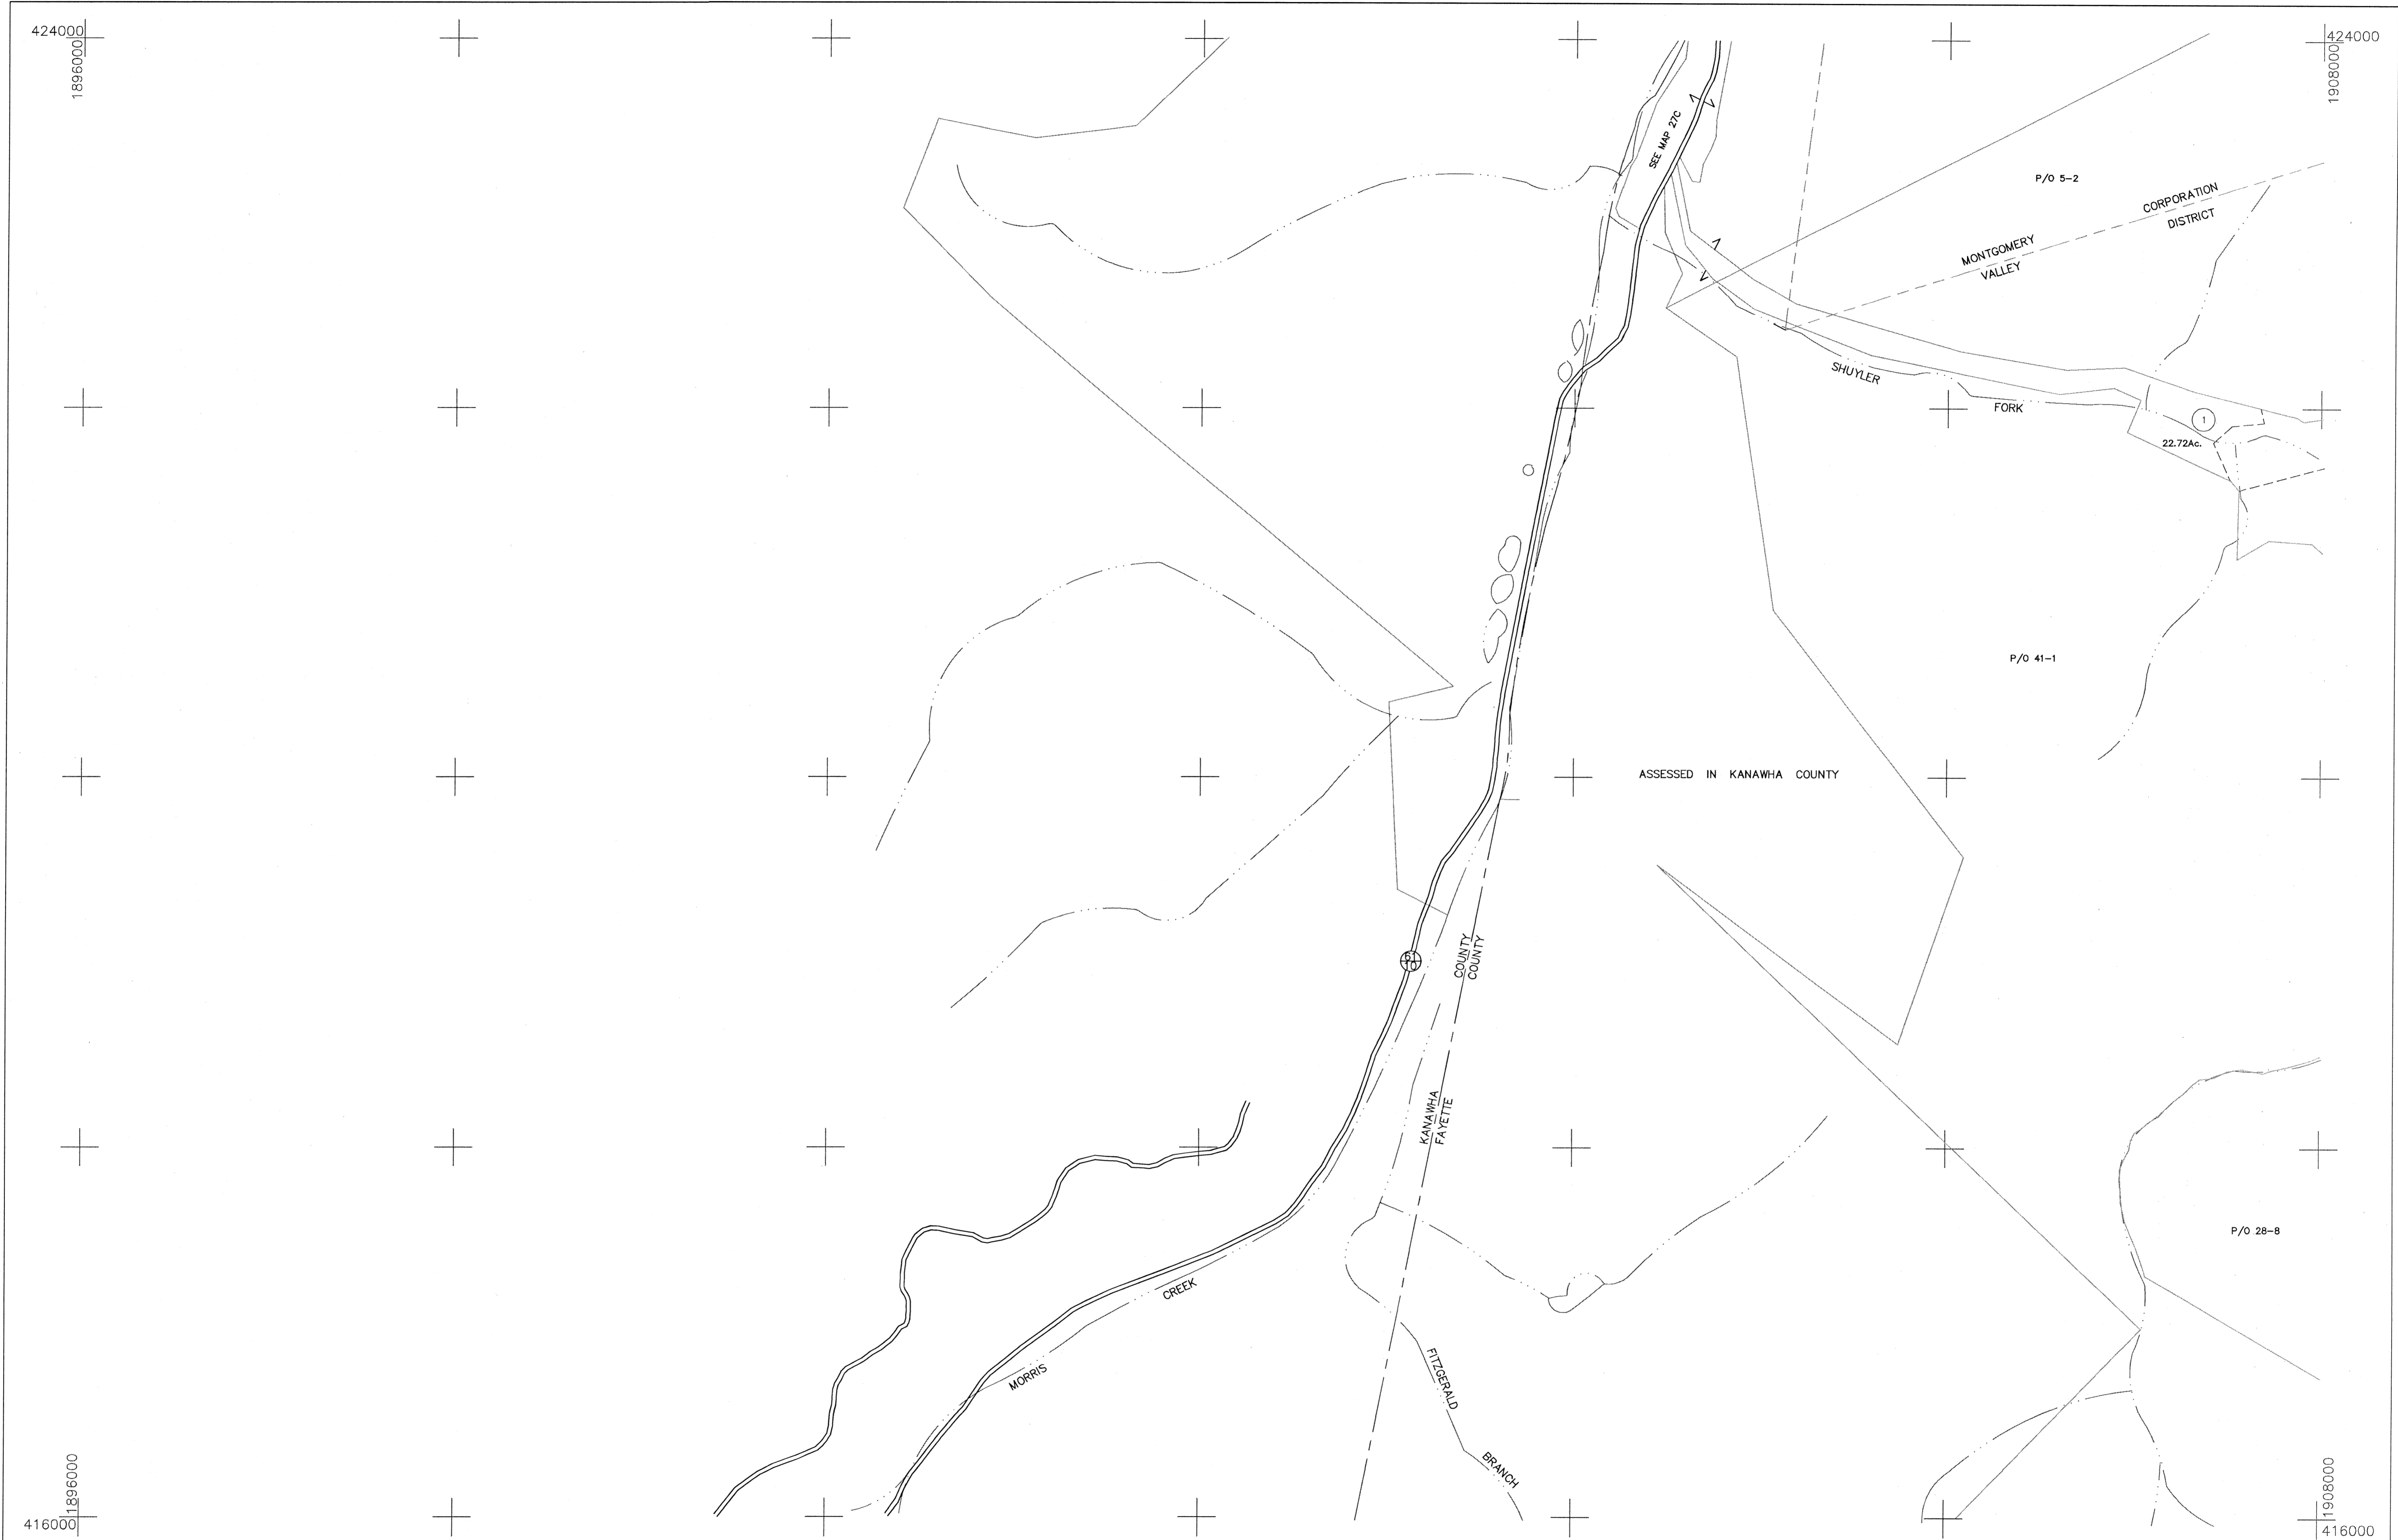 424000
1896000
424000
1908000
SEE MAP 27C
P/O 5-2
MONTGOMERY CORPORATION
VALLEY DISTRICT
SHUYLER FORK
1
22.72Ac.
P/O 41-1
ASSESSED IN KANAWHA COUNTY
61
10
KANAWHA COUNTY
FAYETTE COUNTY
P/O 28-8
MORRIS CREEK
FITZGERALD BRANCH
1896000
416000
1908000
416000